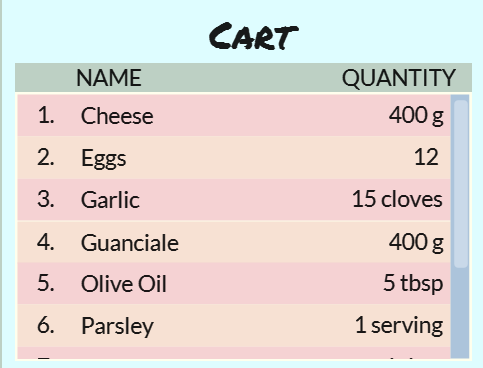 Cart
NAME QUANTITY
1. Cheese 400 g
2. Eggs 12
3. Garlic 15 cloves
4. Guanciale 400 g
5. Olive Oil 5 tbsp
6. Parsley 1 serving